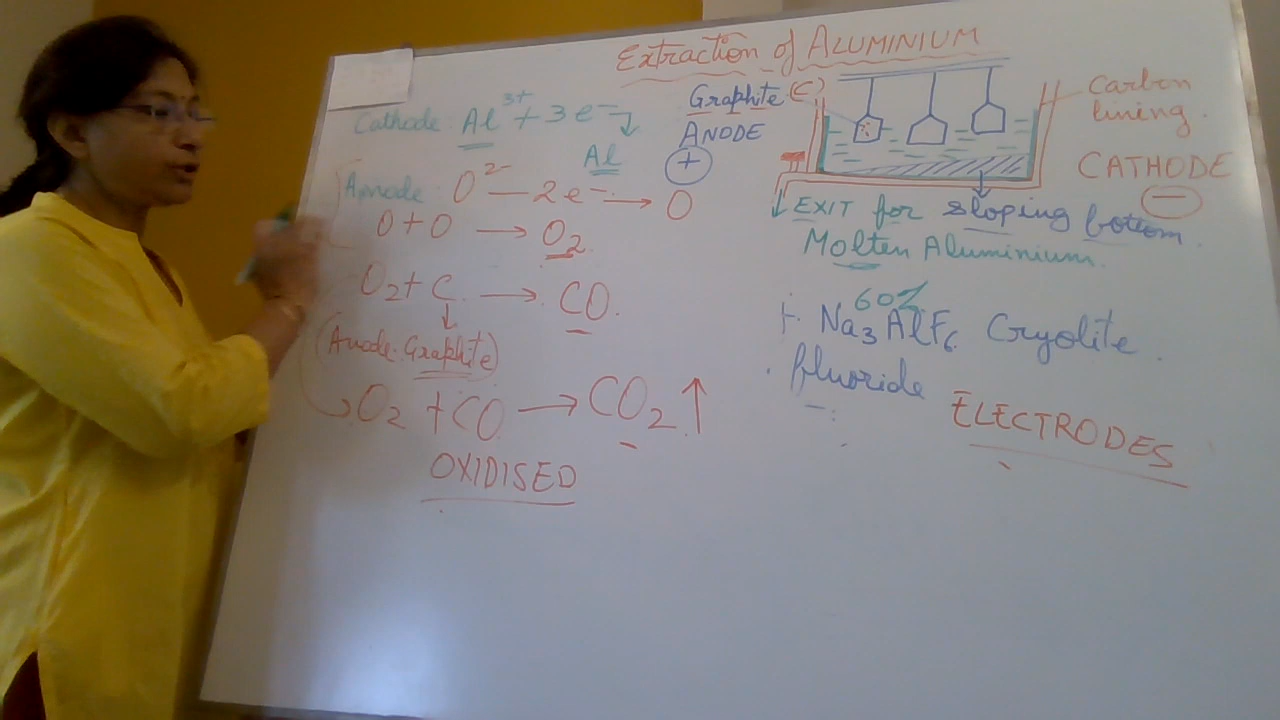 Extraction of ALUMINIUM
Cathode: Al³⁺ + 3e⁻ ↓
Al
Anode: O²⁻ — 2e⁻ → O
O + O → O₂
O₂ + C → CO.
↓
(Anode: Graphite)
O₂ + CO → CO₂ ↑
OXIDISED
Graphite (C)
ANODE
+
Carbon
lining.
CATHODE
−
↓ EXIT for sloping bottom.
Molten Aluminium.
60%
+ Na₃AlF₆ Cryolite.
fluoride
ELECTRODES